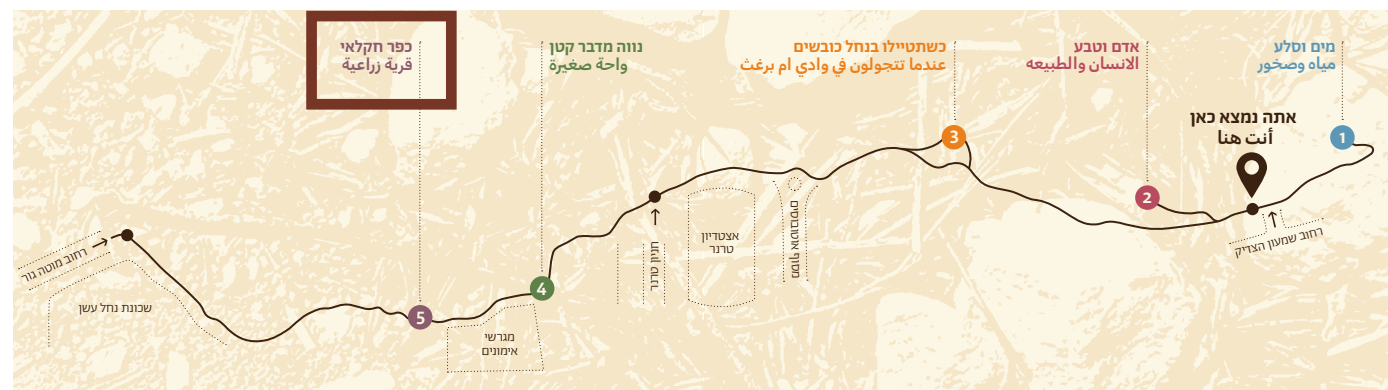 מים וסלע
مياه وصخور
אדם וטבע
الانسان والطبيعه
כשתטיילו בנחל כובשים
عندما تتجولون في وادي ام برغث
נווה מדבר קטן
واحة صغيرة
כפר חקלאי
قرية زراعية
אתה נמצא כאן
أنت هنا
1
2
3
4
5
רחוב שמעון הצדיק
מסוף אוטובוסים
אצטדיון
טרנר
חניון טרנר
מגרשי
אימונים
שכונת נחל עשן
רחוב מוטה גור